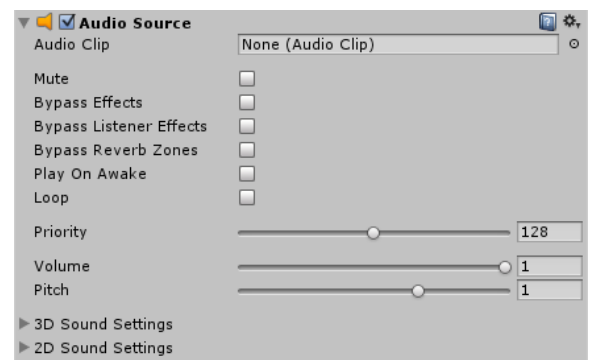 Audio Source
Audio Clip None (Audio Clip)
Mute
Bypass Effects
Bypass Listener Effects
Bypass Reverb Zones
Play On Awake
Loop
Priority 128
Volume 1
Pitch 1
3D Sound Settings
2D Sound Settings